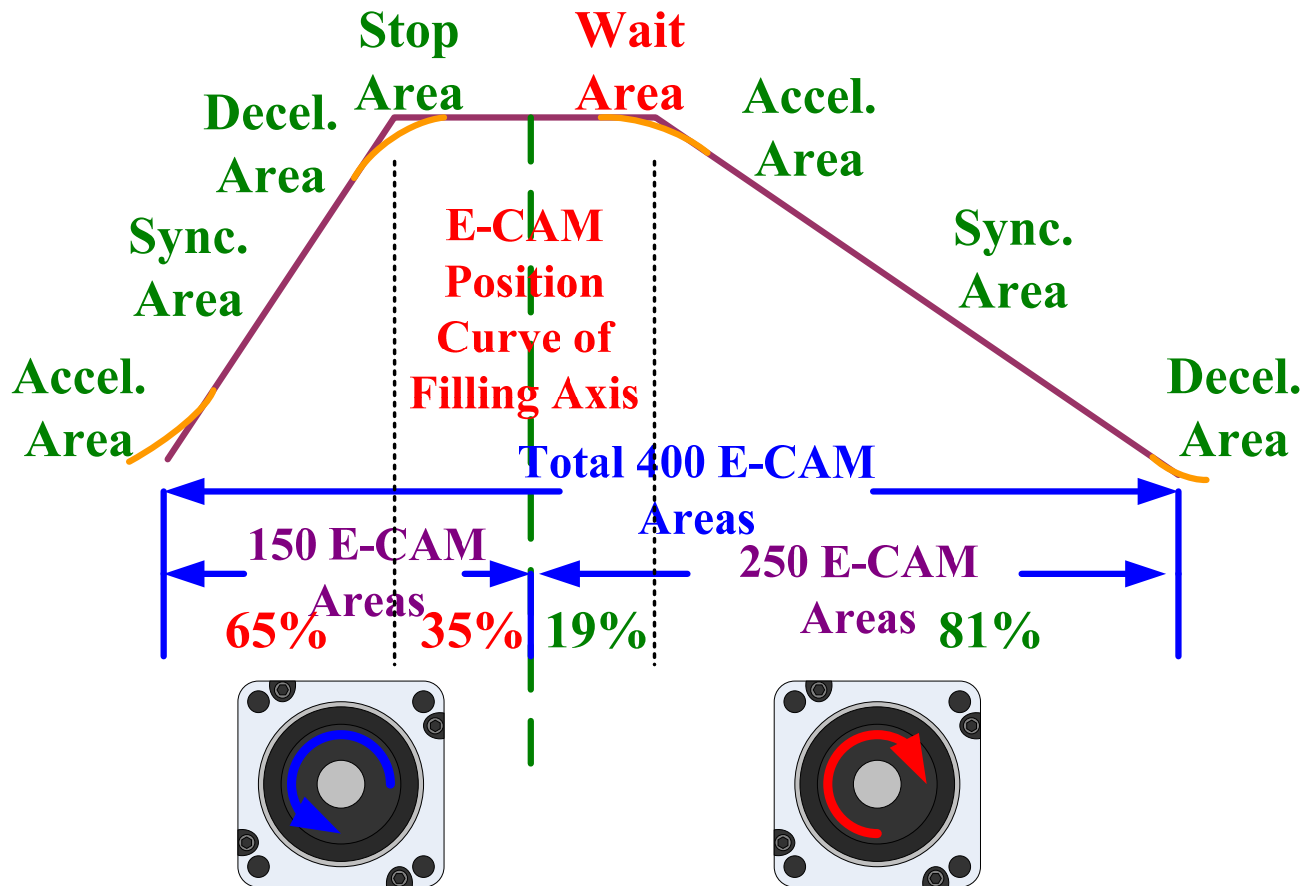 Stop
Area
Wait
Area
Decel.
Area
Accel.
Area
Sync.
Area
E-CAM
Position
Curve of
Filling Axis
Sync.
Area
Accel.
Area
Decel.
Area
Total 400 E-CAM
Areas
150 E-CAM
Areas
250 E-CAM
Areas
65%
35%
19%
81%